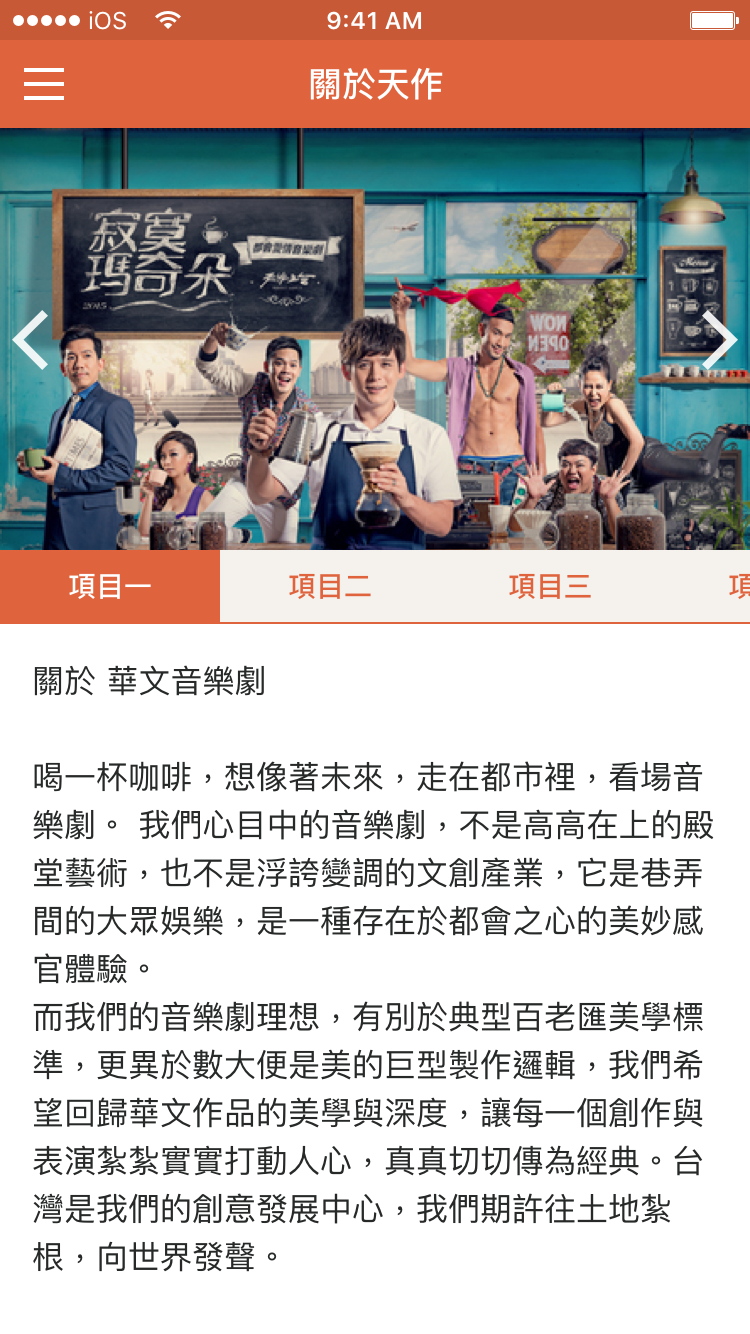 iOS
9:41 AM
關於天作
寂寞
瑪奇朵
都會愛情音樂劇
2015
Menu
NOW
OPEN
項目一
項目二
項目三
關於 華文音樂劇
喝一杯咖啡，想像著未來，走在都市裡，看場音
樂劇。 我們心目中的音樂劇，不是高高在上的殿
堂藝術，也不是浮誇變調的文創產業，它是巷弄
間的大眾娛樂，是一種存在於都會之心的美妙感
官體驗。
而我們的音樂劇理想，有別於典型百老匯美學標
準，更異於數大便是美的巨型製作邏輯，我們希
望回歸華文作品的美學與深度，讓每一個創作與
表演紮紮實實打動人心，真真切切傳為經典。台
灣是我們的創意發展中心，我們期許往土地紮
根，向世界發聲。